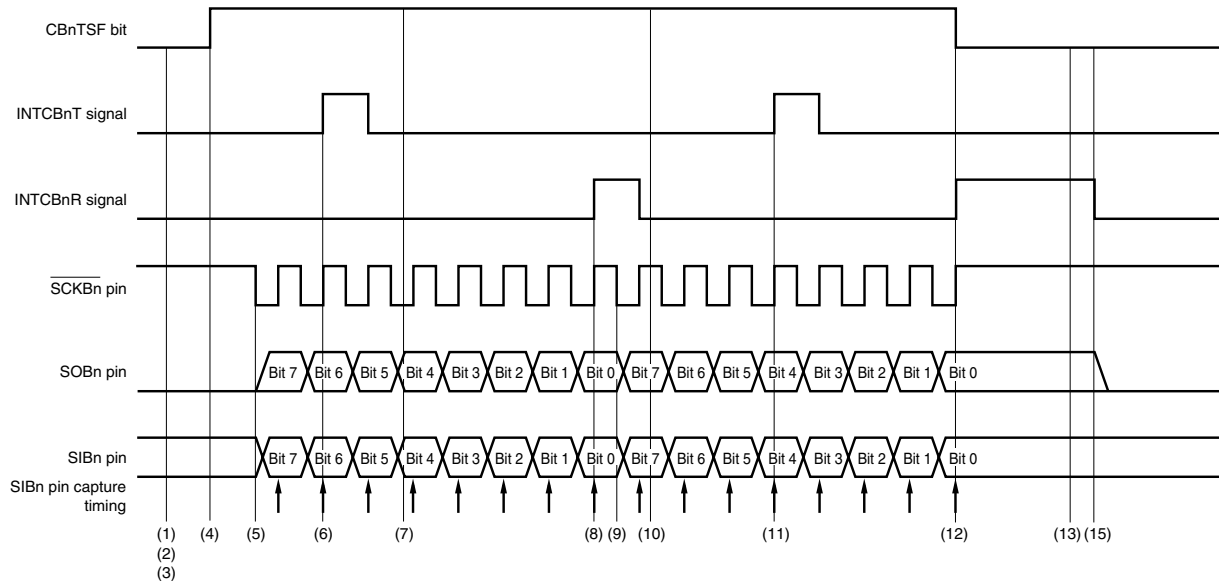 CBnTSF bit
INTCBnT signal
INTCBnR signal
SCKBn pin
SOBn pin
Bit 7 Bit 6 Bit 5 Bit 4 Bit 3 Bit 2 Bit 1 Bit 0 Bit 7 Bit 6 Bit 5 Bit 4 Bit 3 Bit 2 Bit 1 Bit 0
SIBn pin
Bit 7 Bit 6 Bit 5 Bit 4 Bit 3 Bit 2 Bit 1 Bit 0 Bit 7 Bit 6 Bit 5 Bit 4 Bit 3 Bit 2 Bit 1 Bit 0
SIBn pin capture
timing
(1) (4) (5) (6) (7) (8) (9) (10) (11) (12) (13) (15)
(2)
(3)